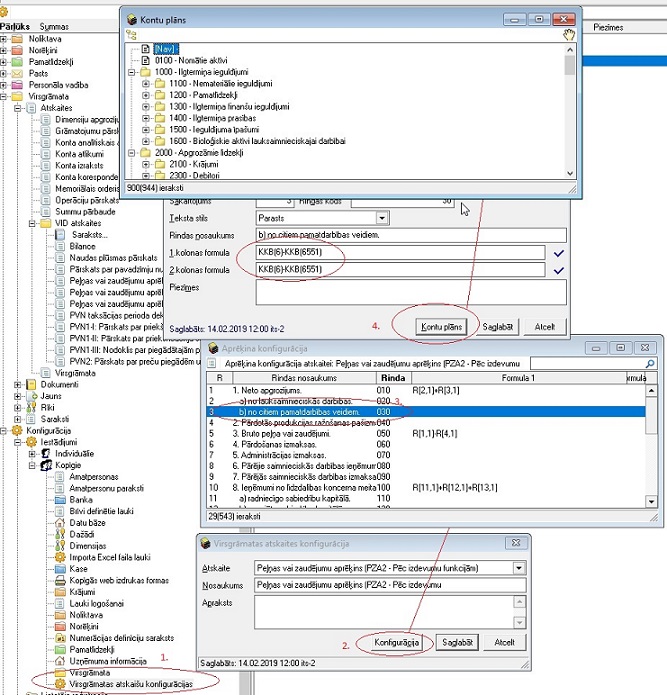 Pārlūks Summas
Noliktava
Norēķini
Pamatlīdzekļi
Pasts
Personāla vadība
Virsgrāmata
Atskaites
Dimensiju apgrozīj
Grāmatojumu pārsk
Konta analīškais a
Konta atlikumi
Konta izraksts
Konta koresponde
Memoriālais orderis
Operāciju pārskats
Summu pārbaude
VID atskaites
Saraksts...
Bilance
Naudas plūsmas pārskats
Pārskats par pavadzīmju nu
Peļņas vai zaudējumu aprēķ
Peļņas vai zaudējumu aprēķ
Peļņas vai zaudējumu aprēķ
PVN taksācijas perioda dek
PVN1-I: Pārskats par priekš
PVN1-II: Pārskats par priek
PVN1-III: Nodoklis par piegādātajām p
PVN2: Pārskats par preču piegādēm u
Virsgrāmata
Dokumenti
Jauns
Rīki
Saraksti
Konfigurācija
Iestādījumi
Individuālie
Kopīgie
Amatpersonas
Amatpersonu paraksti
Banka
Brīvi definētie lauki
Datu bāze
Dažādi
Dimensijas
Importa Excel faila lauki
Kase
Kopīgās web izdrukas formas
Krājumi
Lauki logošanai
Noliktava
Norēķini
Numerācijas definīciju saraksts
Pamatlīdzekļi
Uzņēmuma informācija
1.
Virsgrāmata
Virsgrāmatas atskaišu konfigurācijas
Piezīmes
Kontu plāns
[Nav] -
0100 - Nomātie aktīvi
1000 - Ilgtermiņa ieguldījumi
1100 - Nemateriālie ieguldījumi
1200 - Pamatlīdzekļi
1300 - Ilgtermiņa finanšu ieguldījumi
1400 - Ilgtermiņa prasības
1500 - Ieguldījuma īpašumi
1600 - Bioloģiskie aktīvi lauksaimnieciskajai darbībai
2000 - Apgrozāmie līdzekļi
2100 - Krājumi
2300 - Debitori
900(944) ieraksti
Sakārtojums 3 Rindas kods 30
Teksta stils Parasts
Rindas nosaukums b) no citiem pamatdarbības veidiem.
1.kolonas formula KKB(6)-KKB(6551)
2.kolonas formula KKB(6)-KKB(6551)
Piezīmes
4.
Saglabāts: 14.02.2019 12:00 its-2 Kontu plāns Saglabāt Atcelt
Aprēķina konfigurācija
Aprēķina konfigurācija atskaitei: Peļņas vai zaudējumu aprēķins (PZA2 - Pēc izdevumu
R Rindas nosaukums Rinda Formula 1 rmula
1 1. Neto apgrozījums. 010 R[2,1]+R[3,1]
2 a) no lauksaimnieciskās darbības. 020
3 b) no citiem pamatdarbības veidiem. 030 3.
4 2. Pārdotās produkcijas ražošanas pašizm 040
5 3. Bruto peļņa vai zaudējumi. 050 R[1,1]-R[4,1]
6 4. Pārdošanas izmaksas. 060
7 5. Administrācijas izmaksas. 070
8 6. Pārējie saimnieciskās darbības ieņēmum 080
9 7. Pārējās saimnieciskās darbības izmaksa 090
10 8. Ieņēmumi no līdzdalības koncerna meita 100 R[11,1]+R[12,1]+R[13,1]
11 a) radniecīgo sabiedrību kapitālā. 110
29(543) ieraksti
Virsgrāmatas atskaites konfigurācija
Atskaite Peļņas vai zaudējumu aprēķins (PZA2 - Pēc izdevumu funkcijām)
Nosaukums Peļņas vai zaudējumu aprēķins (PZA2 - Pēc izdevumu
Apraksts
2. Konfigurācija Saglabāt Atcelt
Saglabāts: 14.02.2019 12:00 its-2